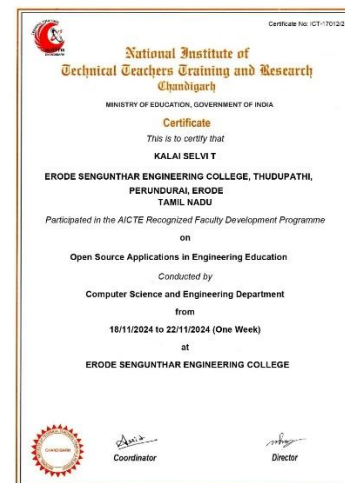 Certificate No: ICT-17012/2
National Institute of
Technical Teachers Training and Research
Chandigarh
MINISTRY OF EDUCATION, GOVERNMENT OF INDIA
Certificate
This is to certify that
KALAI SELVI T
ERODE SENGUNTHAR ENGINEERING COLLEGE, THUDUPATHI,
PERUNDURAI, ERODE
TAMIL NADU
Participated in the AICTE Recognized Faculty Development Programme
on
Open Source Applications in Engineering Education
Conducted by
Computer Science and Engineering Department
from
18/11/2024 to 22/11/2024 (One Week)
at
ERODE SENGUNTHAR ENGINEERING COLLEGE
CHANDIGARH
Coordinator
Director